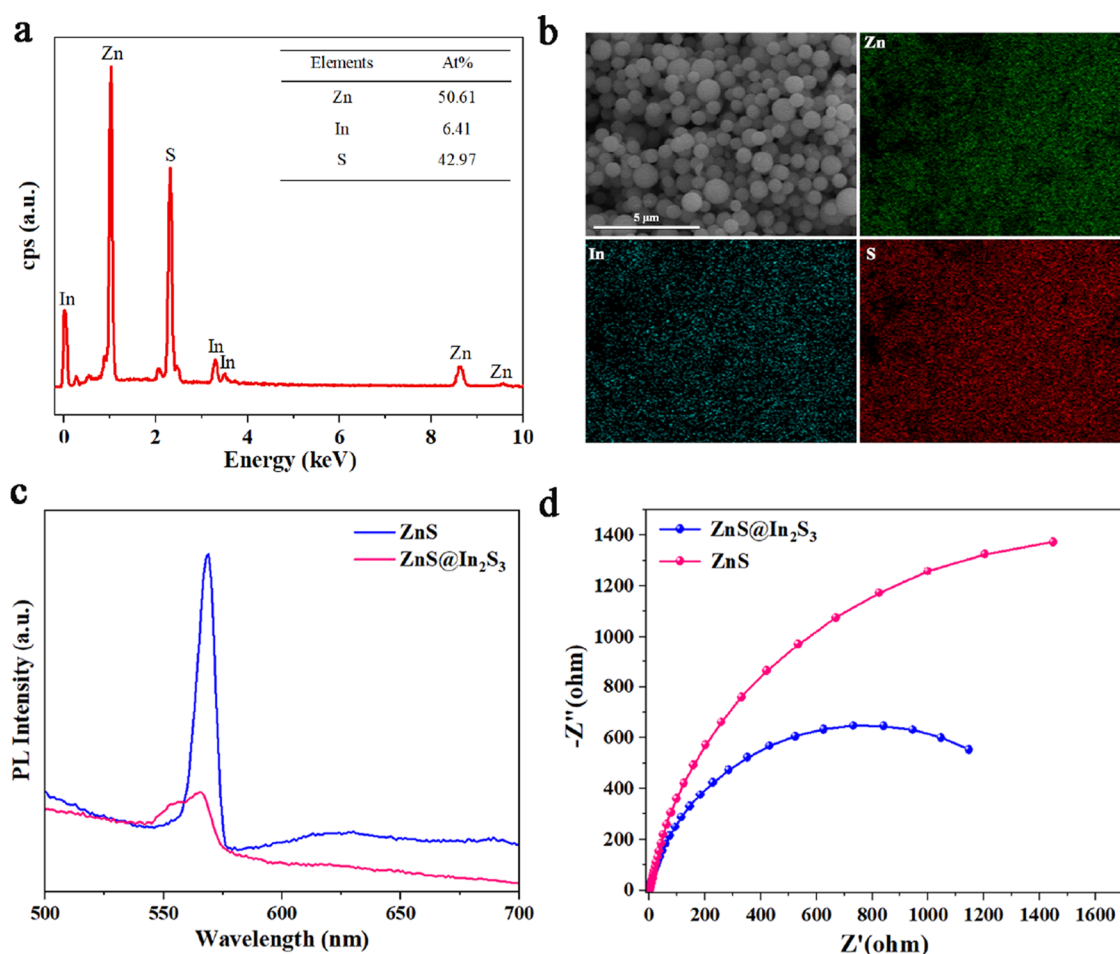 a
Zn
Elements At%
Zn 50.61
In 6.41
S 42.97
S
In
In
In
Zn
Zn
cps (a.u.)
0 2 4 6 8 10
Energy (keV)
b
Zn
5 μm
In
S
c
ZnS
ZnS@In₂S₃
PL Intensity (a.u.)
500 550 600 650 700
Wavelength (nm)
d
ZnS@In₂S₃
ZnS
1400
1200
1000
800
600
400
200
0
-Z''(ohm)
0 200 400 600 800 1000 1200 1400 1600
Z'(ohm)